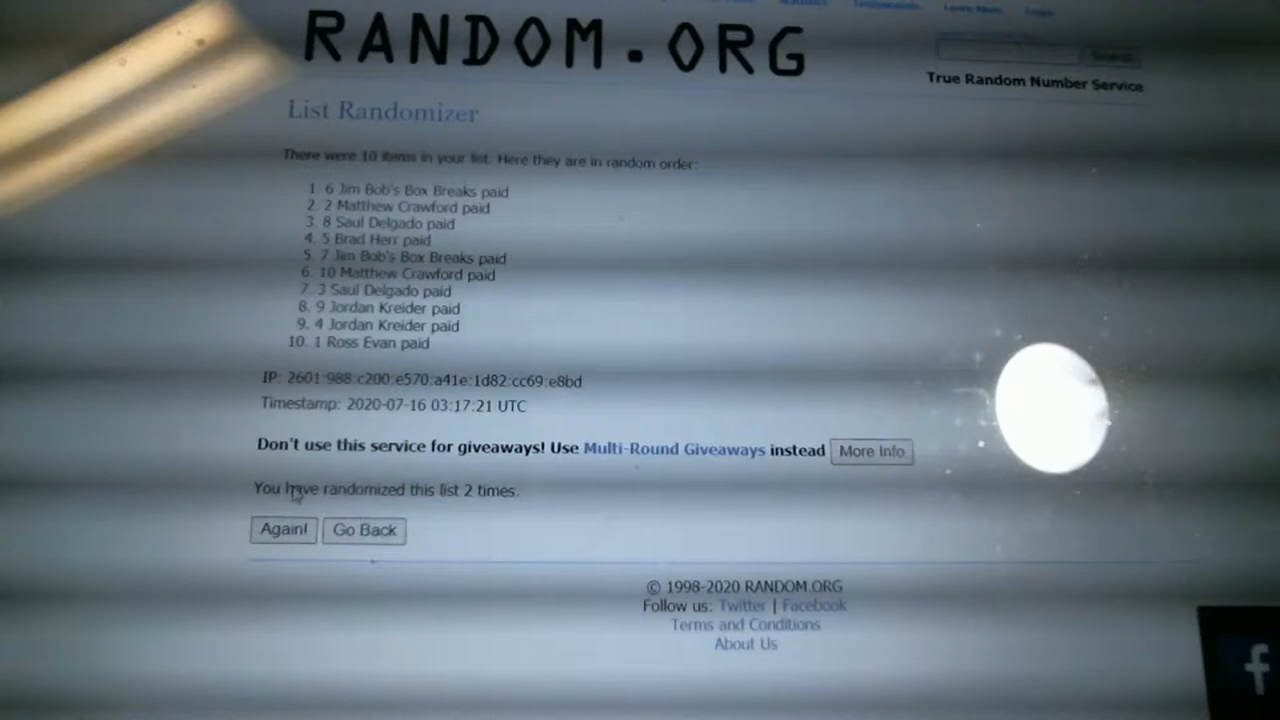 RANDOM.ORG
Search
True Random Number Service
List Randomizer
There were 10 items in your list. Here they are in random order:
1. 6 Jim Bob's Box Breaks paid
2. 2 Matthew Crawford paid
3. 8 Saul Delgado paid
4. 5 Brad Herr paid
5. 7 Jim Bob's Box Breaks paid
6. 10 Matthew Crawford paid
7. 3 Saul Delgado paid
8. 9 Jordan Kreider paid
9. 4 Jordan Kreider paid
10. 1 Ross Evan paid
IP: 2601:988:c200:e570:a41e:1d82:cc69:e8bd
Timestamp: 2020-07-16 03:17:21 UTC
Don't use this service for giveaways! Use Multi-Round Giveaways instead More Info
You have randomized this list 2 times.
Again! Go Back
© 1998-2020 RANDOM.ORG
Follow us: Twitter | Facebook
Terms and Conditions
About Us
f